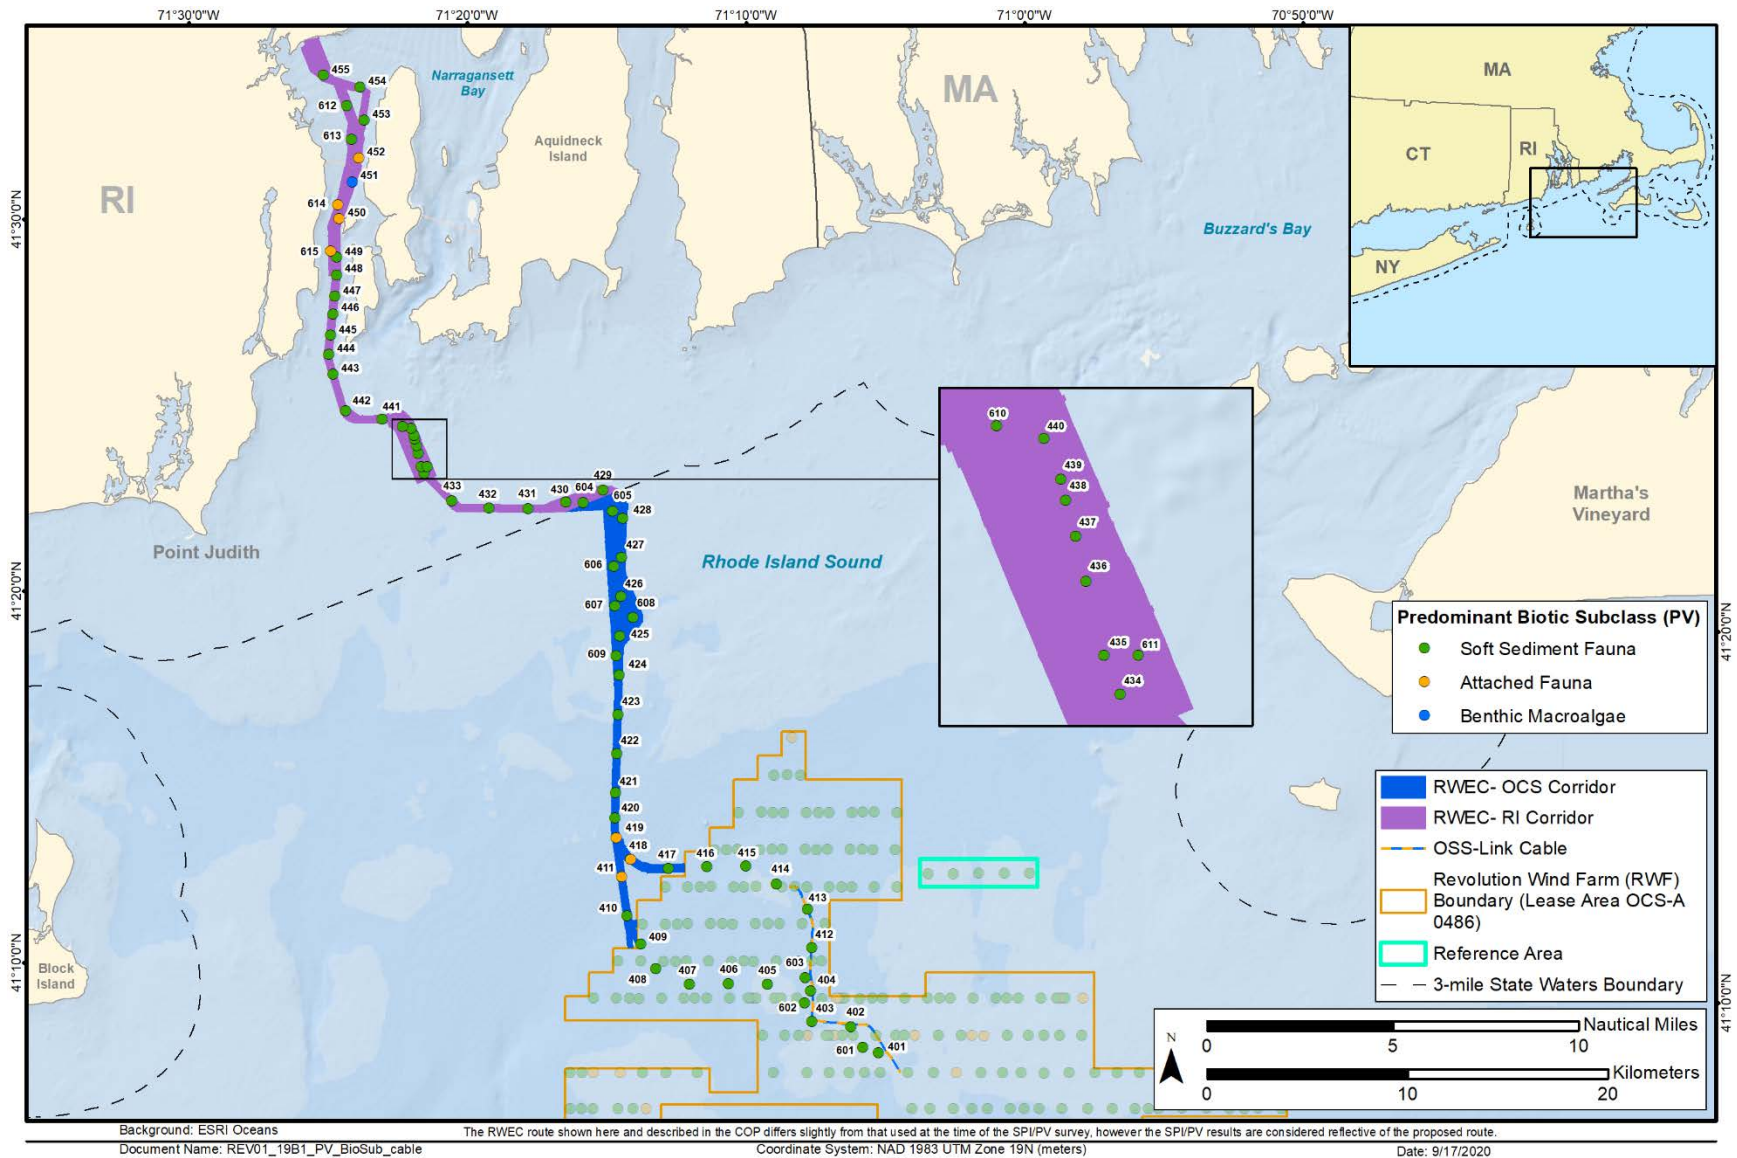 71°30'0"W
71°20'0"W
71°10'0"W
71°0'0"W
70°50'0"W
41°30'0"N
41°20'0"N
41°10'0"N
41°20'0"N
41°10'0"N
RI
MA
Narragansett
Bay
Aquidneck
Island
Buzzard's Bay
Point Judith
Rhode Island Sound
Martha's
Vineyard
Block
Island
MA
CT
RI
NY
455
454
612
453
613
452
451
614
450
615
449
448
447
446
445
444
443
442
441
433
432
431
430
604
429
605
428
427
606
426
607
608
425
609
424
423
422
421
420
419
418
417
416
415
414
411
410
413
409
412
408
407
406
405
603
404
602
403
402
601
401
610
440
439
438
437
436
435
611
434
Predominant Biotic Subclass (PV)
Soft Sediment Fauna
Attached Fauna
Benthic Macroalgae
RWEC- OCS Corridor
RWEC- RI Corridor
OSS-Link Cable
Revolution Wind Farm (RWF)
Boundary (Lease Area OCS-A
0486)
Reference Area
3-mile State Waters Boundary
N
Nautical Miles
0 5 10
Kilometers
0 10 20
Background: ESRI Oceans
The RWEC route shown here and described in the COP differs slightly from that used at the time of the SPI/PV survey, however the SPI/PV results are considered reflective of the proposed route.
Document Name: REV01_19B1_PV_BioSub_cable
Coordinate System: NAD 1983 UTM Zone 19N (meters)
Date: 9/17/2020